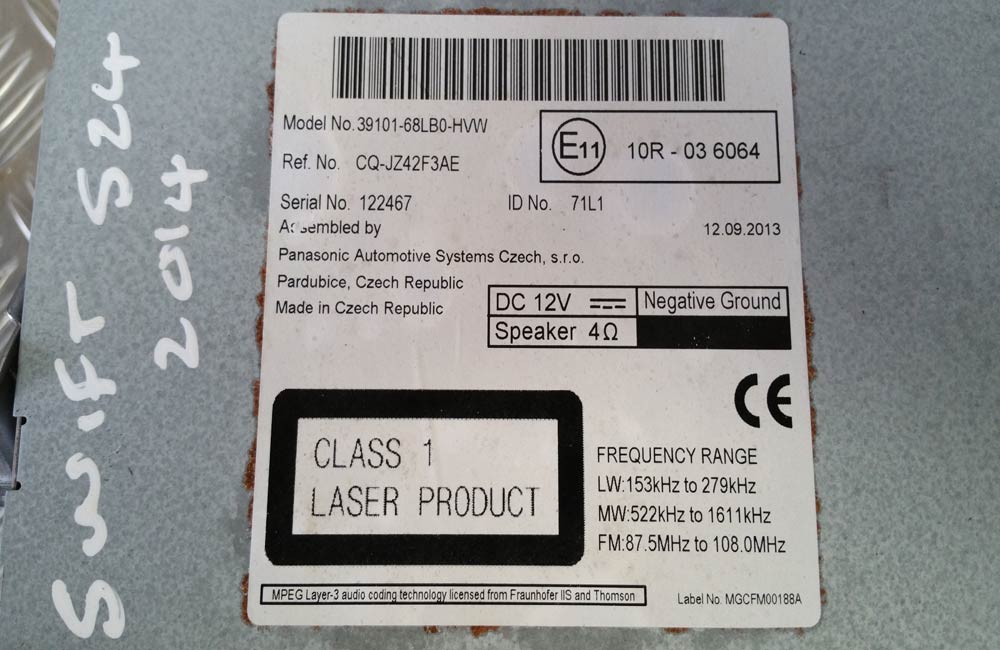 Swift S24
2014
Model No. 39101-68LB0-HVW
E11 10R - 03 6064
Ref. No. CQ-JZ42F3AE
Serial No. 122467 ID No. 71L1
Assembled by 12.09.2013
Panasonic Automotive Systems Czech, s.r.o.
Pardubice, Czech Republic
Made in Czech Republic
DC 12V Negative Ground
Speaker 4Ω
CE
CLASS 1
LASER PRODUCT
FREQUENCY RANGE
LW:153kHz to 279kHz
MW:522kHz to 1611kHz
FM:87.5MHz to 108.0MHz
MPEG Layer-3 audio coding technology licensed from Fraunhofer IIS and Thomson
Label No. MGCFM00188A